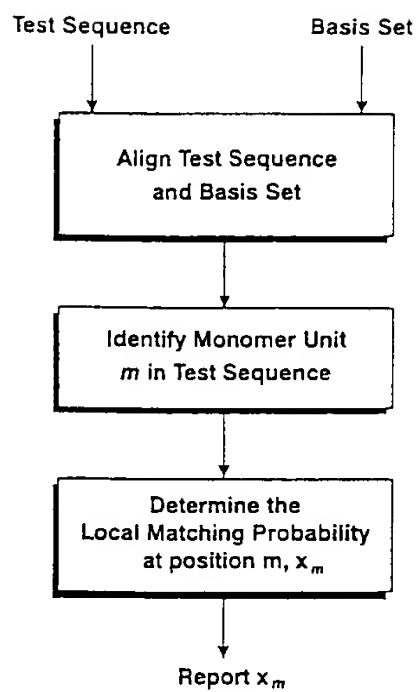 Test Sequence
Basis Set
Align Test Sequence
and Basis Set
Identify Monomer Unit
m in Test Sequence
Determine the
Local Matching Probability
at position m, xm
Report xm